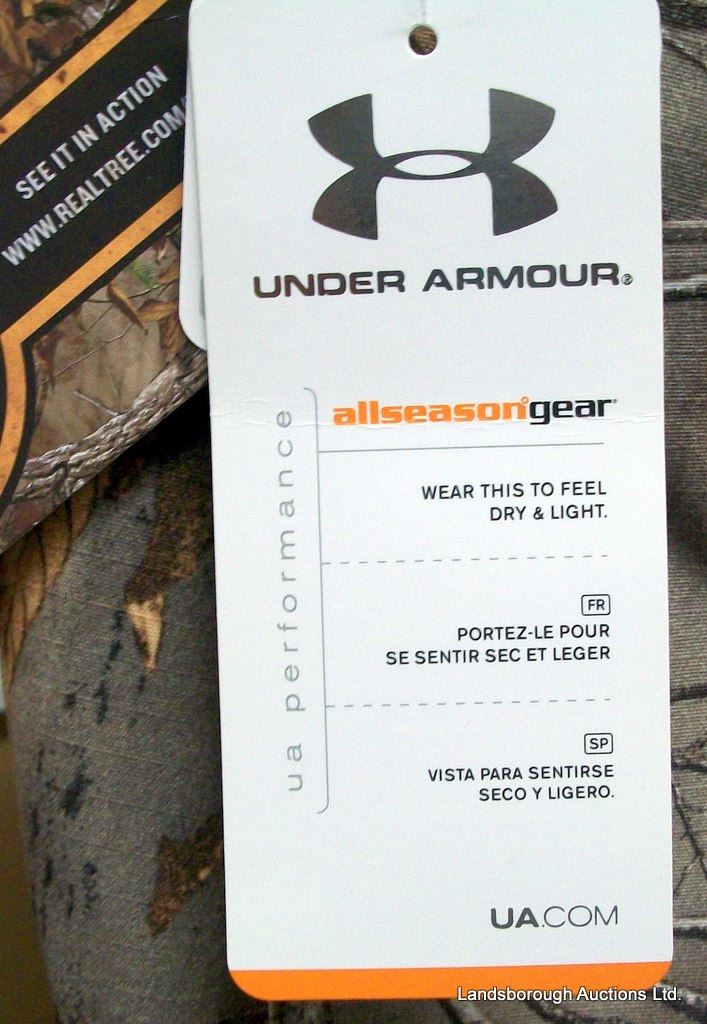 SEE IT IN ACTION
WWW.REALTREE.COM
UNDER ARMOUR®
allseasongear
ua performance
WEAR THIS TO FEEL
DRY & LIGHT.
FR
PORTEZ-LE POUR
SE SENTIR SEC ET LEGER
SP
VISTA PARA SENTIRSE
SECO Y LIGERO.
UA.COM
Landsborough Auctions Ltd.